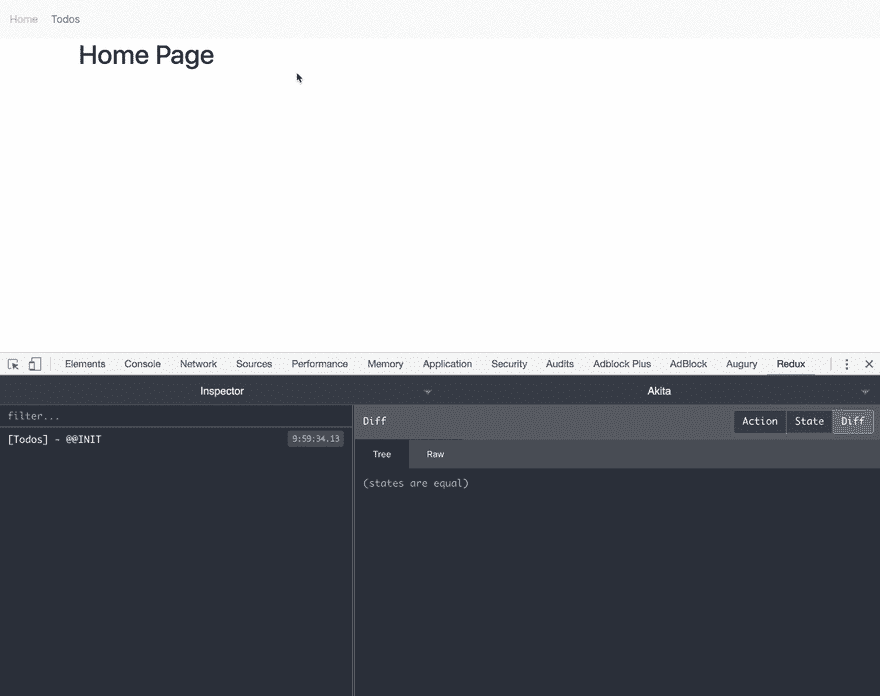 Home Todos
Home Page
Elements Console Network Sources Performance Memory Application Security Audits Adblock Plus AdBlock Augury Redux
Inspector Akita
filter...
[Todos] - @@INIT 9:59:34.13
Diff Action State Diff
Tree Raw
(states are equal)